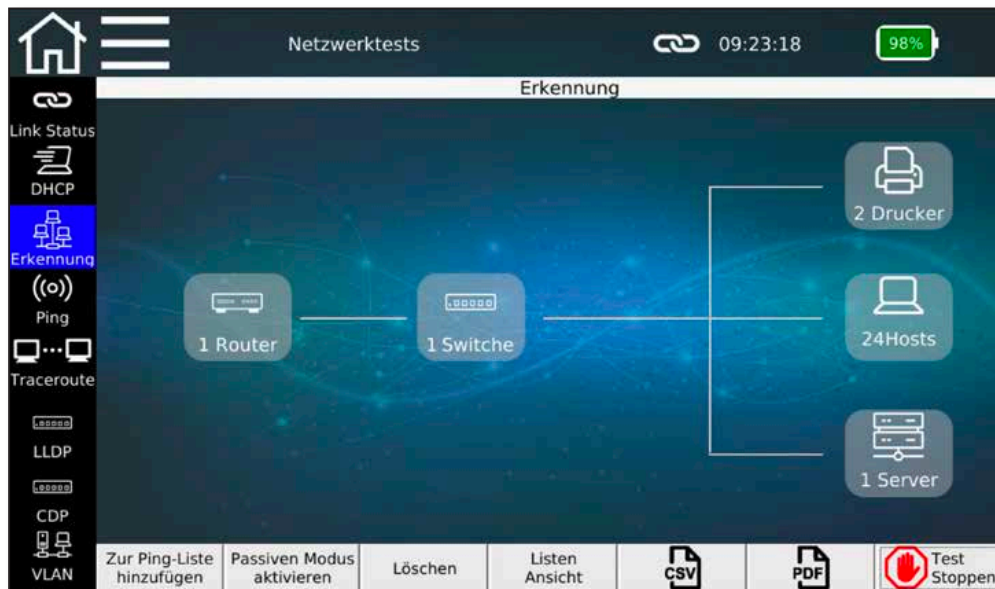 Netzwerktests
09:23:18
98%
Erkennung
Link Status
DHCP
Erkennung
Ping
Traceroute
LLDP
CDP
VLAN
1 Router
1 Switche
2 Drucker
24Hosts
1 Server
Zur Ping-Liste
hinzufügen
Passiven Modus
aktivieren
Löschen
Listen
Ansicht
CSV
PDF
Test
Stoppen